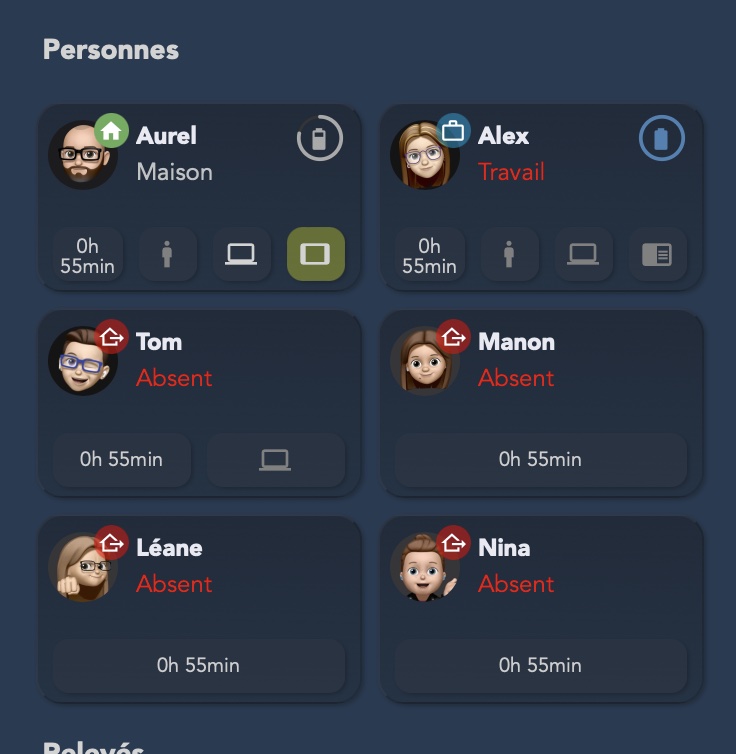 Personnes
Aurel
Maison
0h
55min
Alex
Travail
0h
55min
Tom
Absent
0h 55min
Manon
Absent
0h 55min
Léane
Absent
0h 55min
Nina
Absent
0h 55min
Relevés